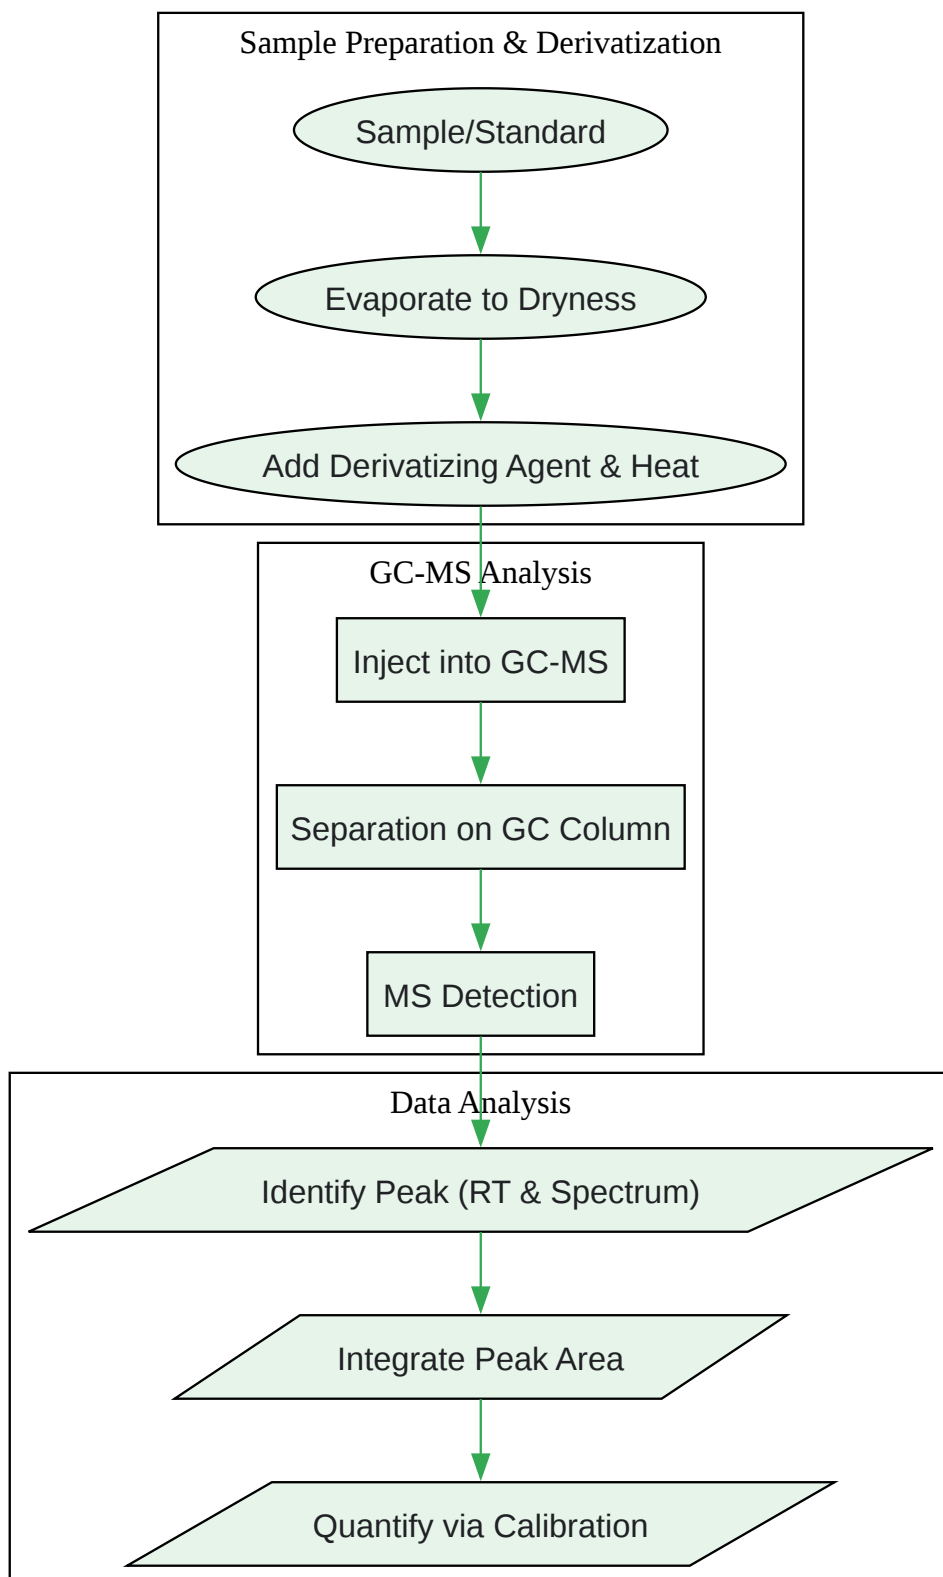 Sample Preparation & Derivatization
Sample/Standard
Evaporate to Dryness
Add Derivatizing Agent & Heat
GC-MS Analysis
Inject into GC-MS
Separation on GC Column
MS Detection
Data Analysis
Identify Peak (RT & Spectrum)
Integrate Peak Area
Quantify via Calibration